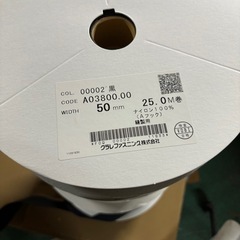 COL. 00002 黒
CODE A03800.00
WIDTH 50 mm 25.0M巻
ナイロン100%
(Aフック)
縫製用
クラレファスニング株式会社